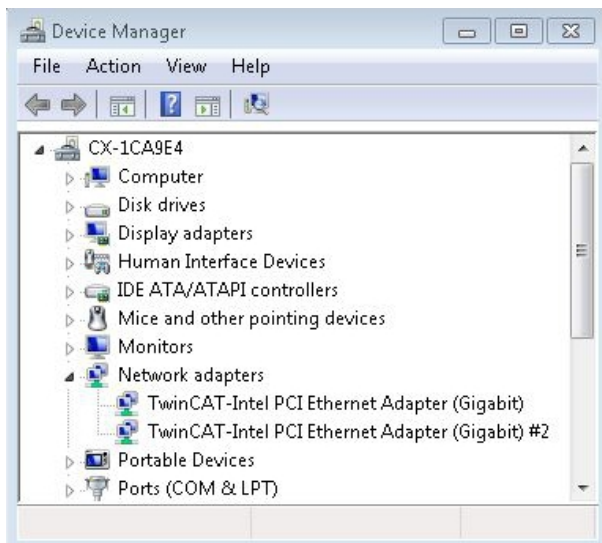 Device Manager
File Action View Help
CX-1CA9E4
Computer
Disk drives
Display adapters
Human Interface Devices
IDE ATA/ATAPI controllers
Mice and other pointing devices
Monitors
Network adapters
TwinCAT-Intel PCI Ethernet Adapter (Gigabit)
TwinCAT-Intel PCI Ethernet Adapter (Gigabit) #2
Portable Devices
Ports (COM & LPT)